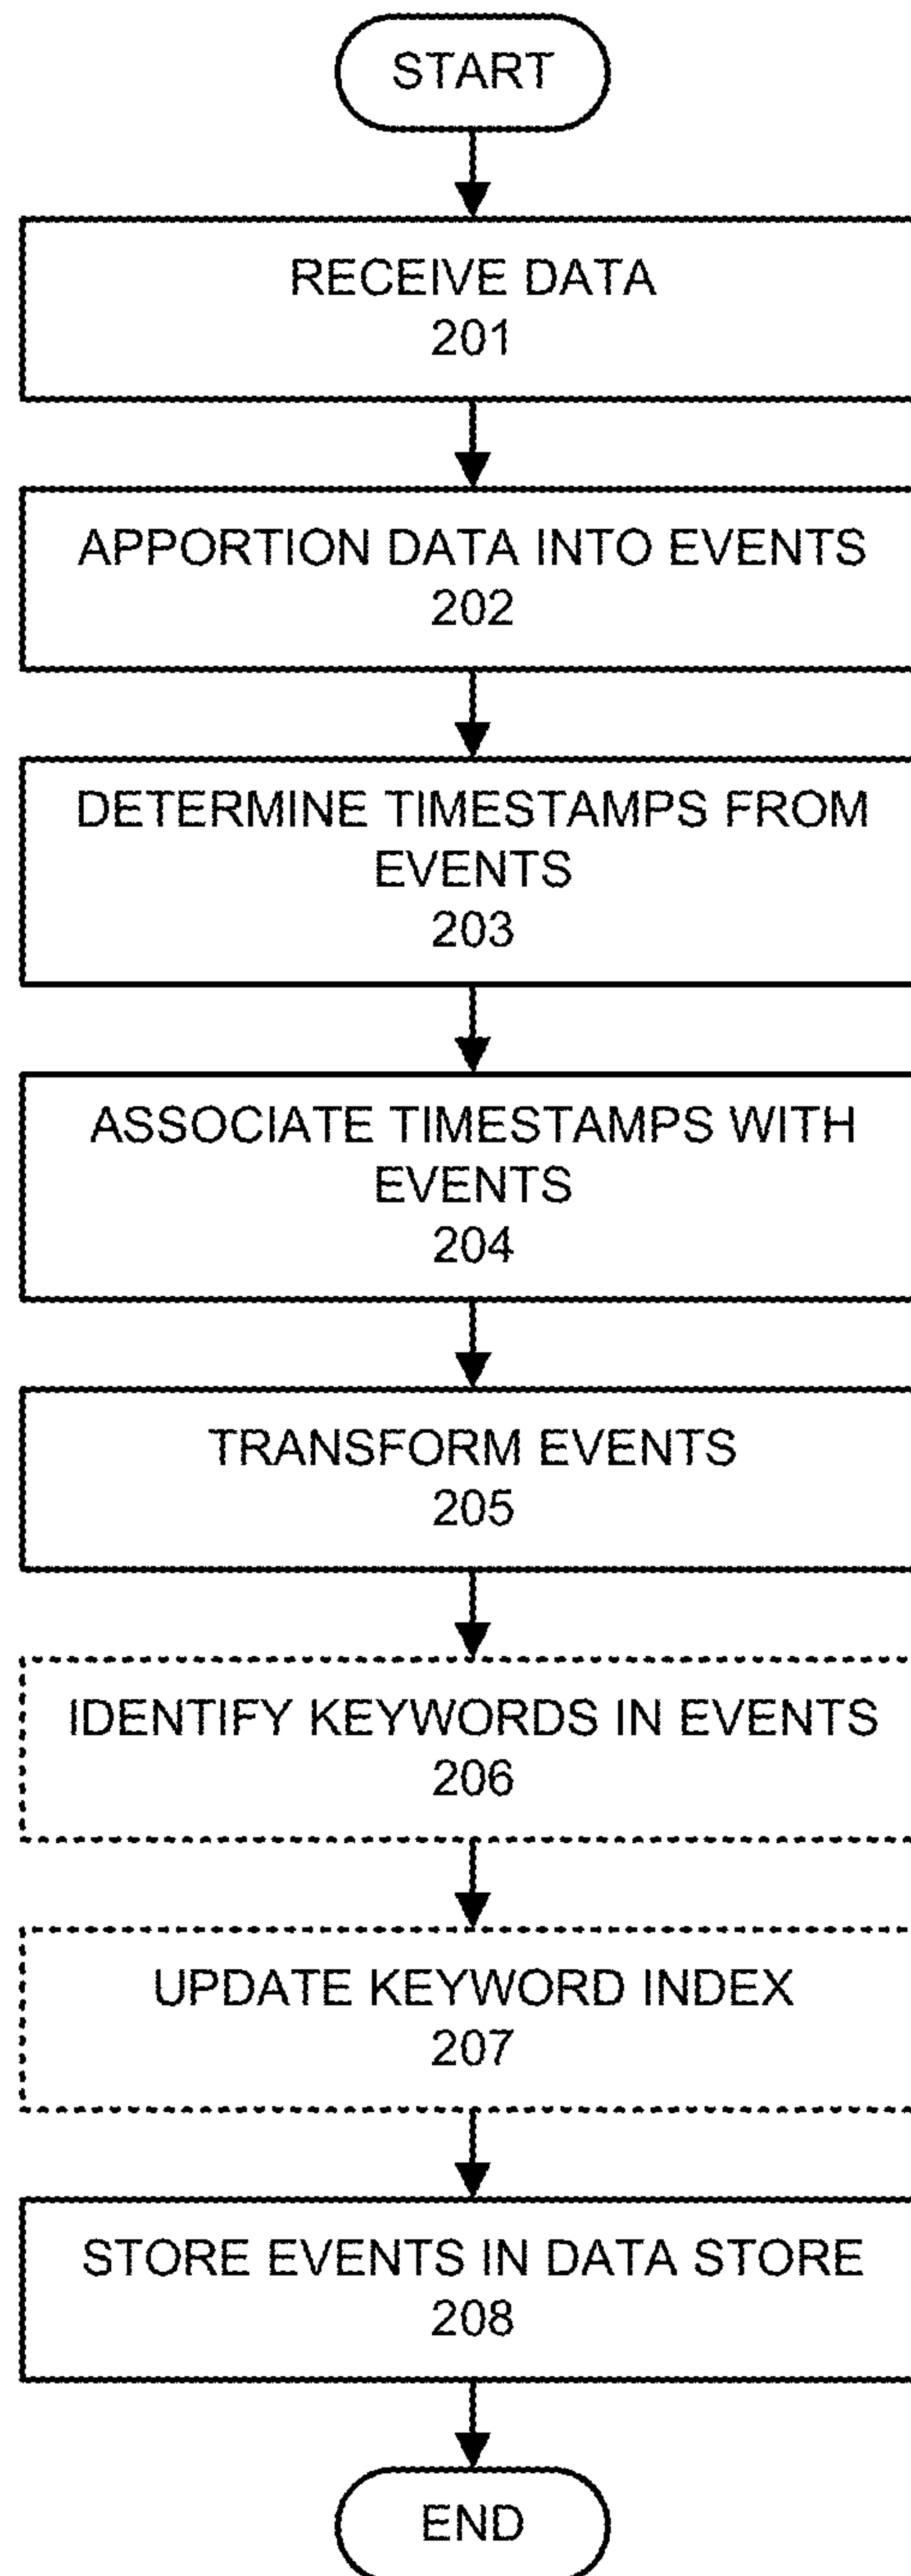 START
RECEIVE DATA
201
APPORTION DATA INTO EVENTS
202
DETERMINE TIMESTAMPS FROM
EVENTS
203
ASSOCIATE TIMESTAMPS WITH
EVENTS
204
TRANSFORM EVENTS
205
IDENTIFY KEYWORDS IN EVENTS
206
UPDATE KEYWORD INDEX
207
STORE EVENTS IN DATA STORE
208
END